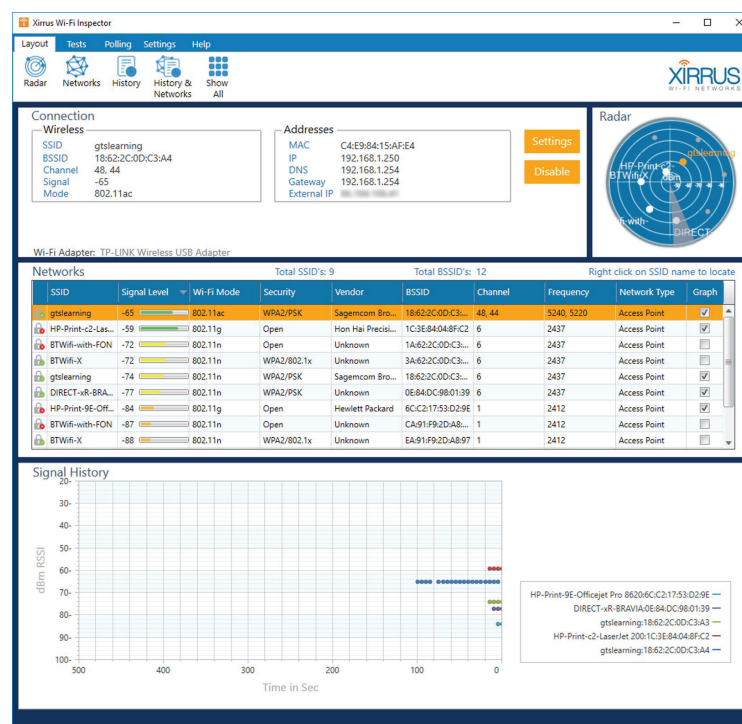 Xirrus Wi-Fi Inspector
Layout Tests Polling Settings Help
Radar Networks History History & Networks Show All
XIRRUS
WI-FI NETWORKS
Connection
Wireless
SSID gtslearning
BSSID 18:62:2C:0D:C3:A4
Channel 48, 44
Signal -65
Mode 802.11ac
Addresses
MAC C4:E9:84:15:AF:E4
IP 192.168.1.250
DNS 192.168.1.254
Gateway 192.168.1.254
External IP
Settings
Disable
Wi-Fi Adapter: TP-LINK Wireless USB Adapter
Radar
gtslearning
HP-Print-c2-
BTWifi-X
dBm
fi-with-
DIRECT-
Networks Total SSID's: 9 Total BSSID's: 12 Right click on SSID name to locate
SSID Signal Level Wi-Fi Mode Security Vendor BSSID Channel Frequency Network Type Graph
gtslearning -65 802.11ac WPA2/PSK Sagemcom Bro... 18:62:2C:0D:C3:... 48, 44 5240, 5220 Access Point
HP-Print-c2-Las... -59 802.11g Open Hon Hai Precisi... 1C:3E:84:04:8F:C2 6 2437 Access Point
BTWifi-with-FON -72 802.11n Open Unknown 1A:62:2C:0D:C3:... 6 2437 Access Point
BTWifi-X -72 802.11n WPA2/802.1x Unknown 3A:62:2C:0D:C3:... 6 2437 Access Point
gtslearning -74 802.11n WPA2/PSK Sagemcom Bro... 18:62:2C:0D:C3:... 6 2437 Access Point
DIRECT-xR-BRA... -77 802.11n WPA2/PSK Unknown 0E:84:DC:98:01:39 6 2437 Access Point
HP-Print-9E-Off... -84 802.11g Open Hewlett Packard 6C:C2:17:53:D2:9E 1 2412 Access Point
BTWifi-with-FON -87 802.11n Open Unknown CA:91:F9:2D:A8:... 1 2412 Access Point
BTWifi-X -88 802.11n WPA2/802.1x Unknown EA:91:F9:2D:A8:97 1 2412 Access Point
Signal History
dBm RSSI
20-
30-
40-
50-
60-
70-
80-
90-
100-
500 400 300 200 100 0
Time in Sec
HP-Print-9E-Officejet Pro 8620:6C:C2:17:53:D2:9E
DIRECT-xR-BRAVIA:0E:84:DC:98:01:39
gtslearning:18:62:2C:0D:C3:A3
HP-Print-c2-LaserJet 200:1C:3E:84:04:8F:C2
gtslearning:18:62:2C:0D:C3:A4